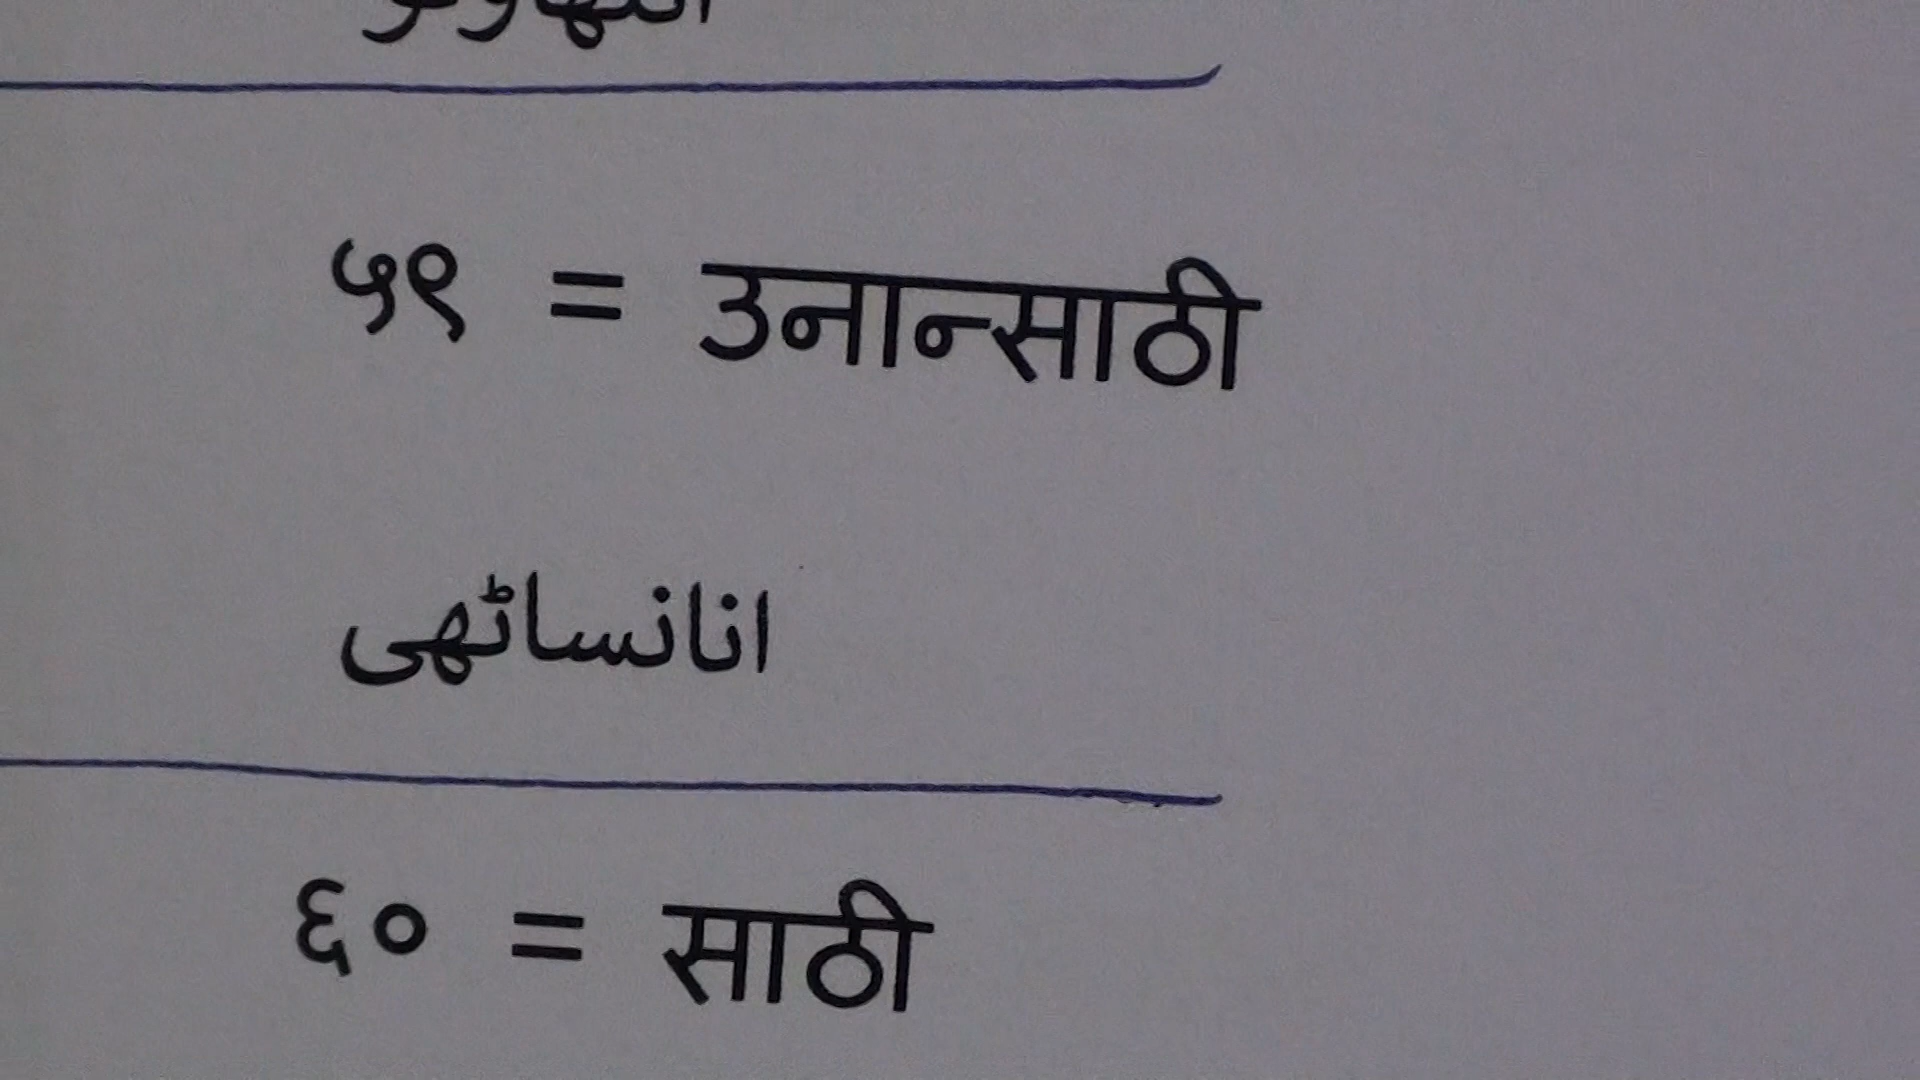 ५९ = उनान्साठी
انانساٹھی
६० = साठी